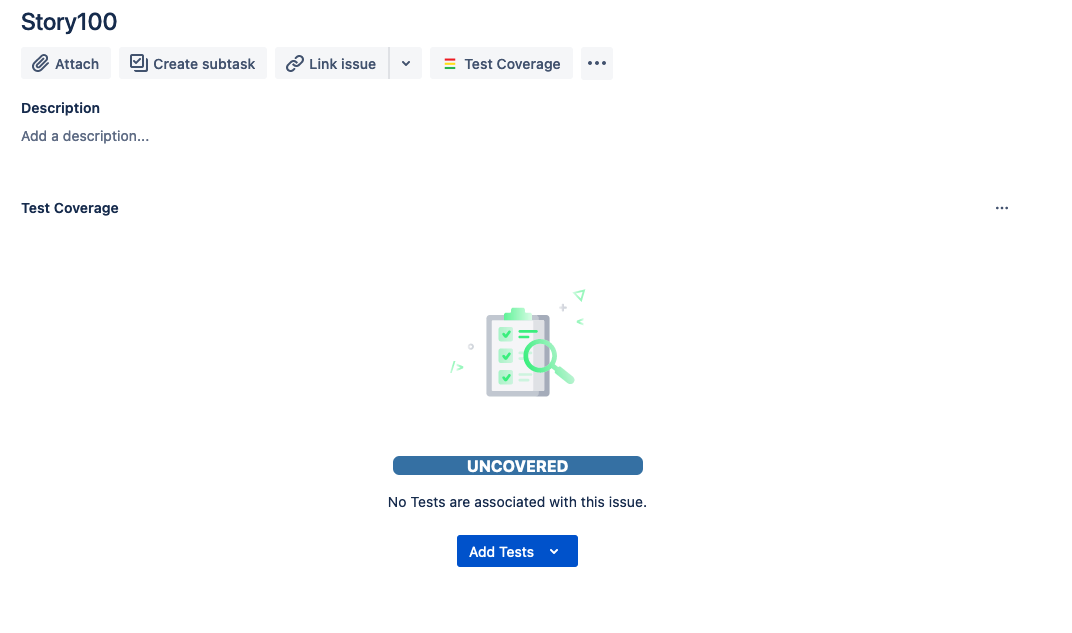 Story100
Attach
Create subtask
Link issue
Test Coverage
Description
Add a description...
Test Coverage
UNCOVERED
No Tests are associated with this issue.
Add Tests